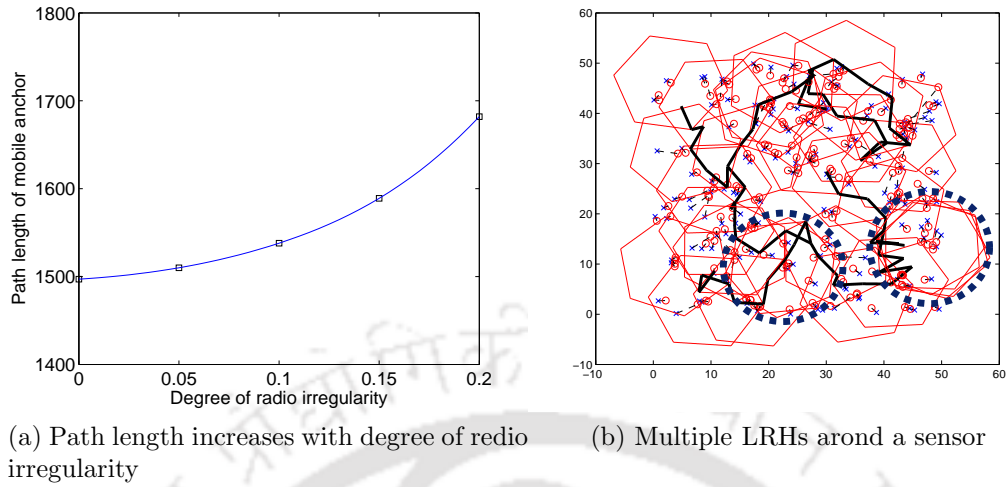 1800
1700
1600
1500
1400
Path length of mobile anchor
0 0.05 0.1 0.15 0.2
Degree of radio irregularity
60
50
40
30
20
10
0
−10
−10 0 10 20 30 40 50 60
(a) Path length increases with degree of redio
irregularity
(b) Multiple LRHs arond a sensor